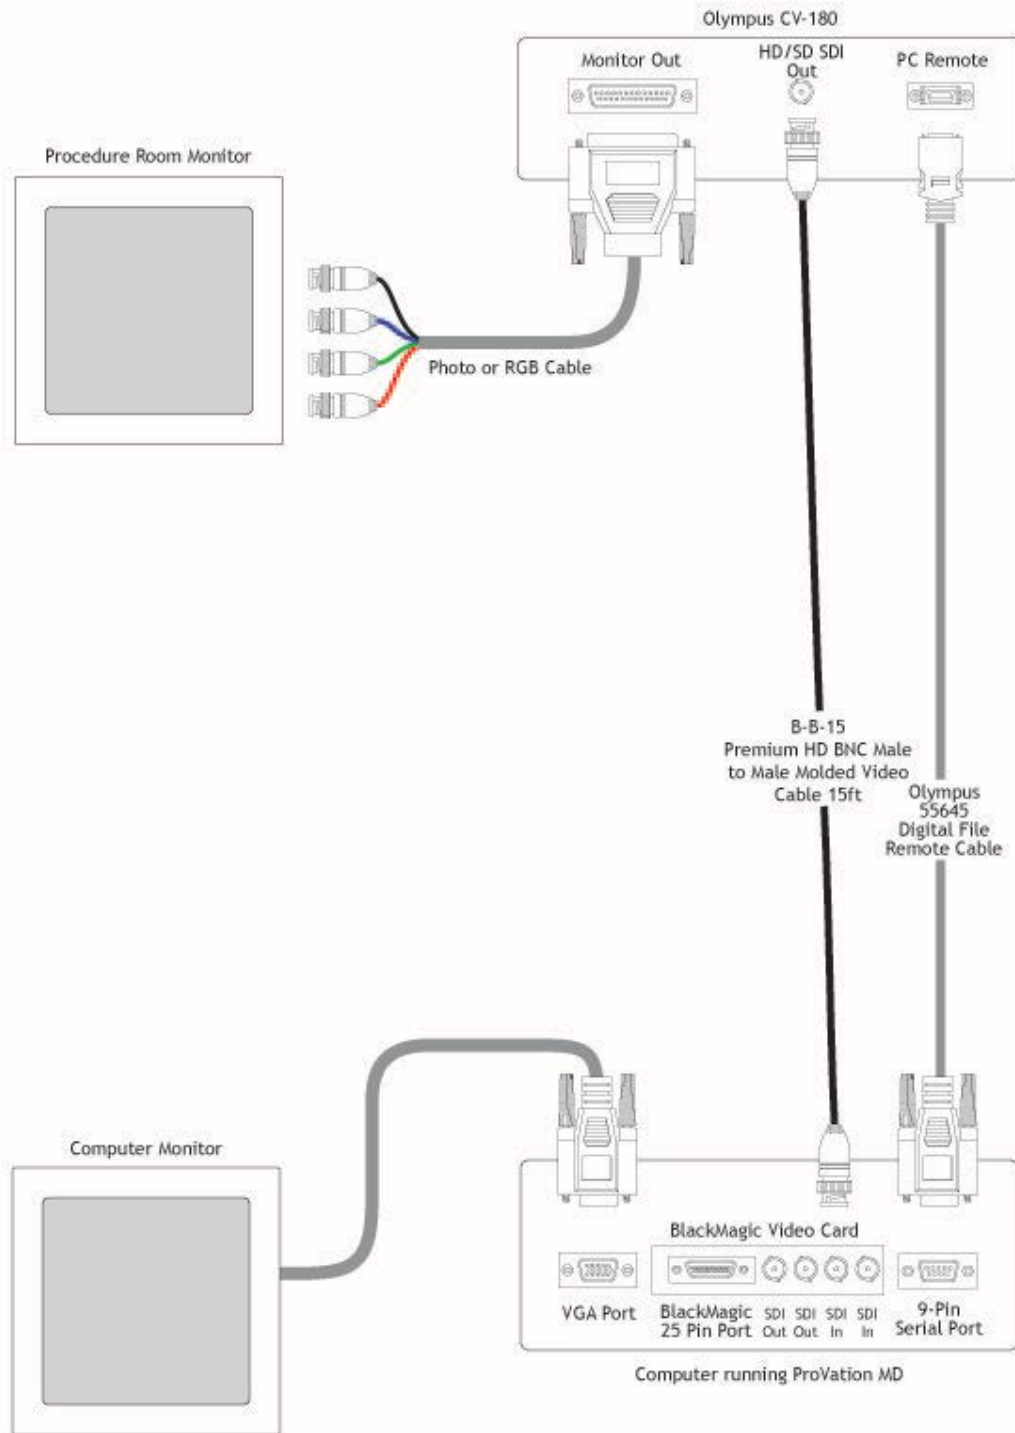 Olympus CV-180
Monitor Out
HD/SD SDI
Out
PC Remote
Procedure Room Monitor
Photo or RGB Cable
B-B-15
Premium HD BNC Male
to Male Molded Video
Cable 15ft
Olympus
55645
Digital File
Remote Cable
Computer Monitor
BlackMagic Video Card
VGA Port
BlackMagic
25 Pin Port
SDI
Out
SDI
Out
SDI
In
SDI
In
9-Pin
Serial Port
Computer running ProVation MD